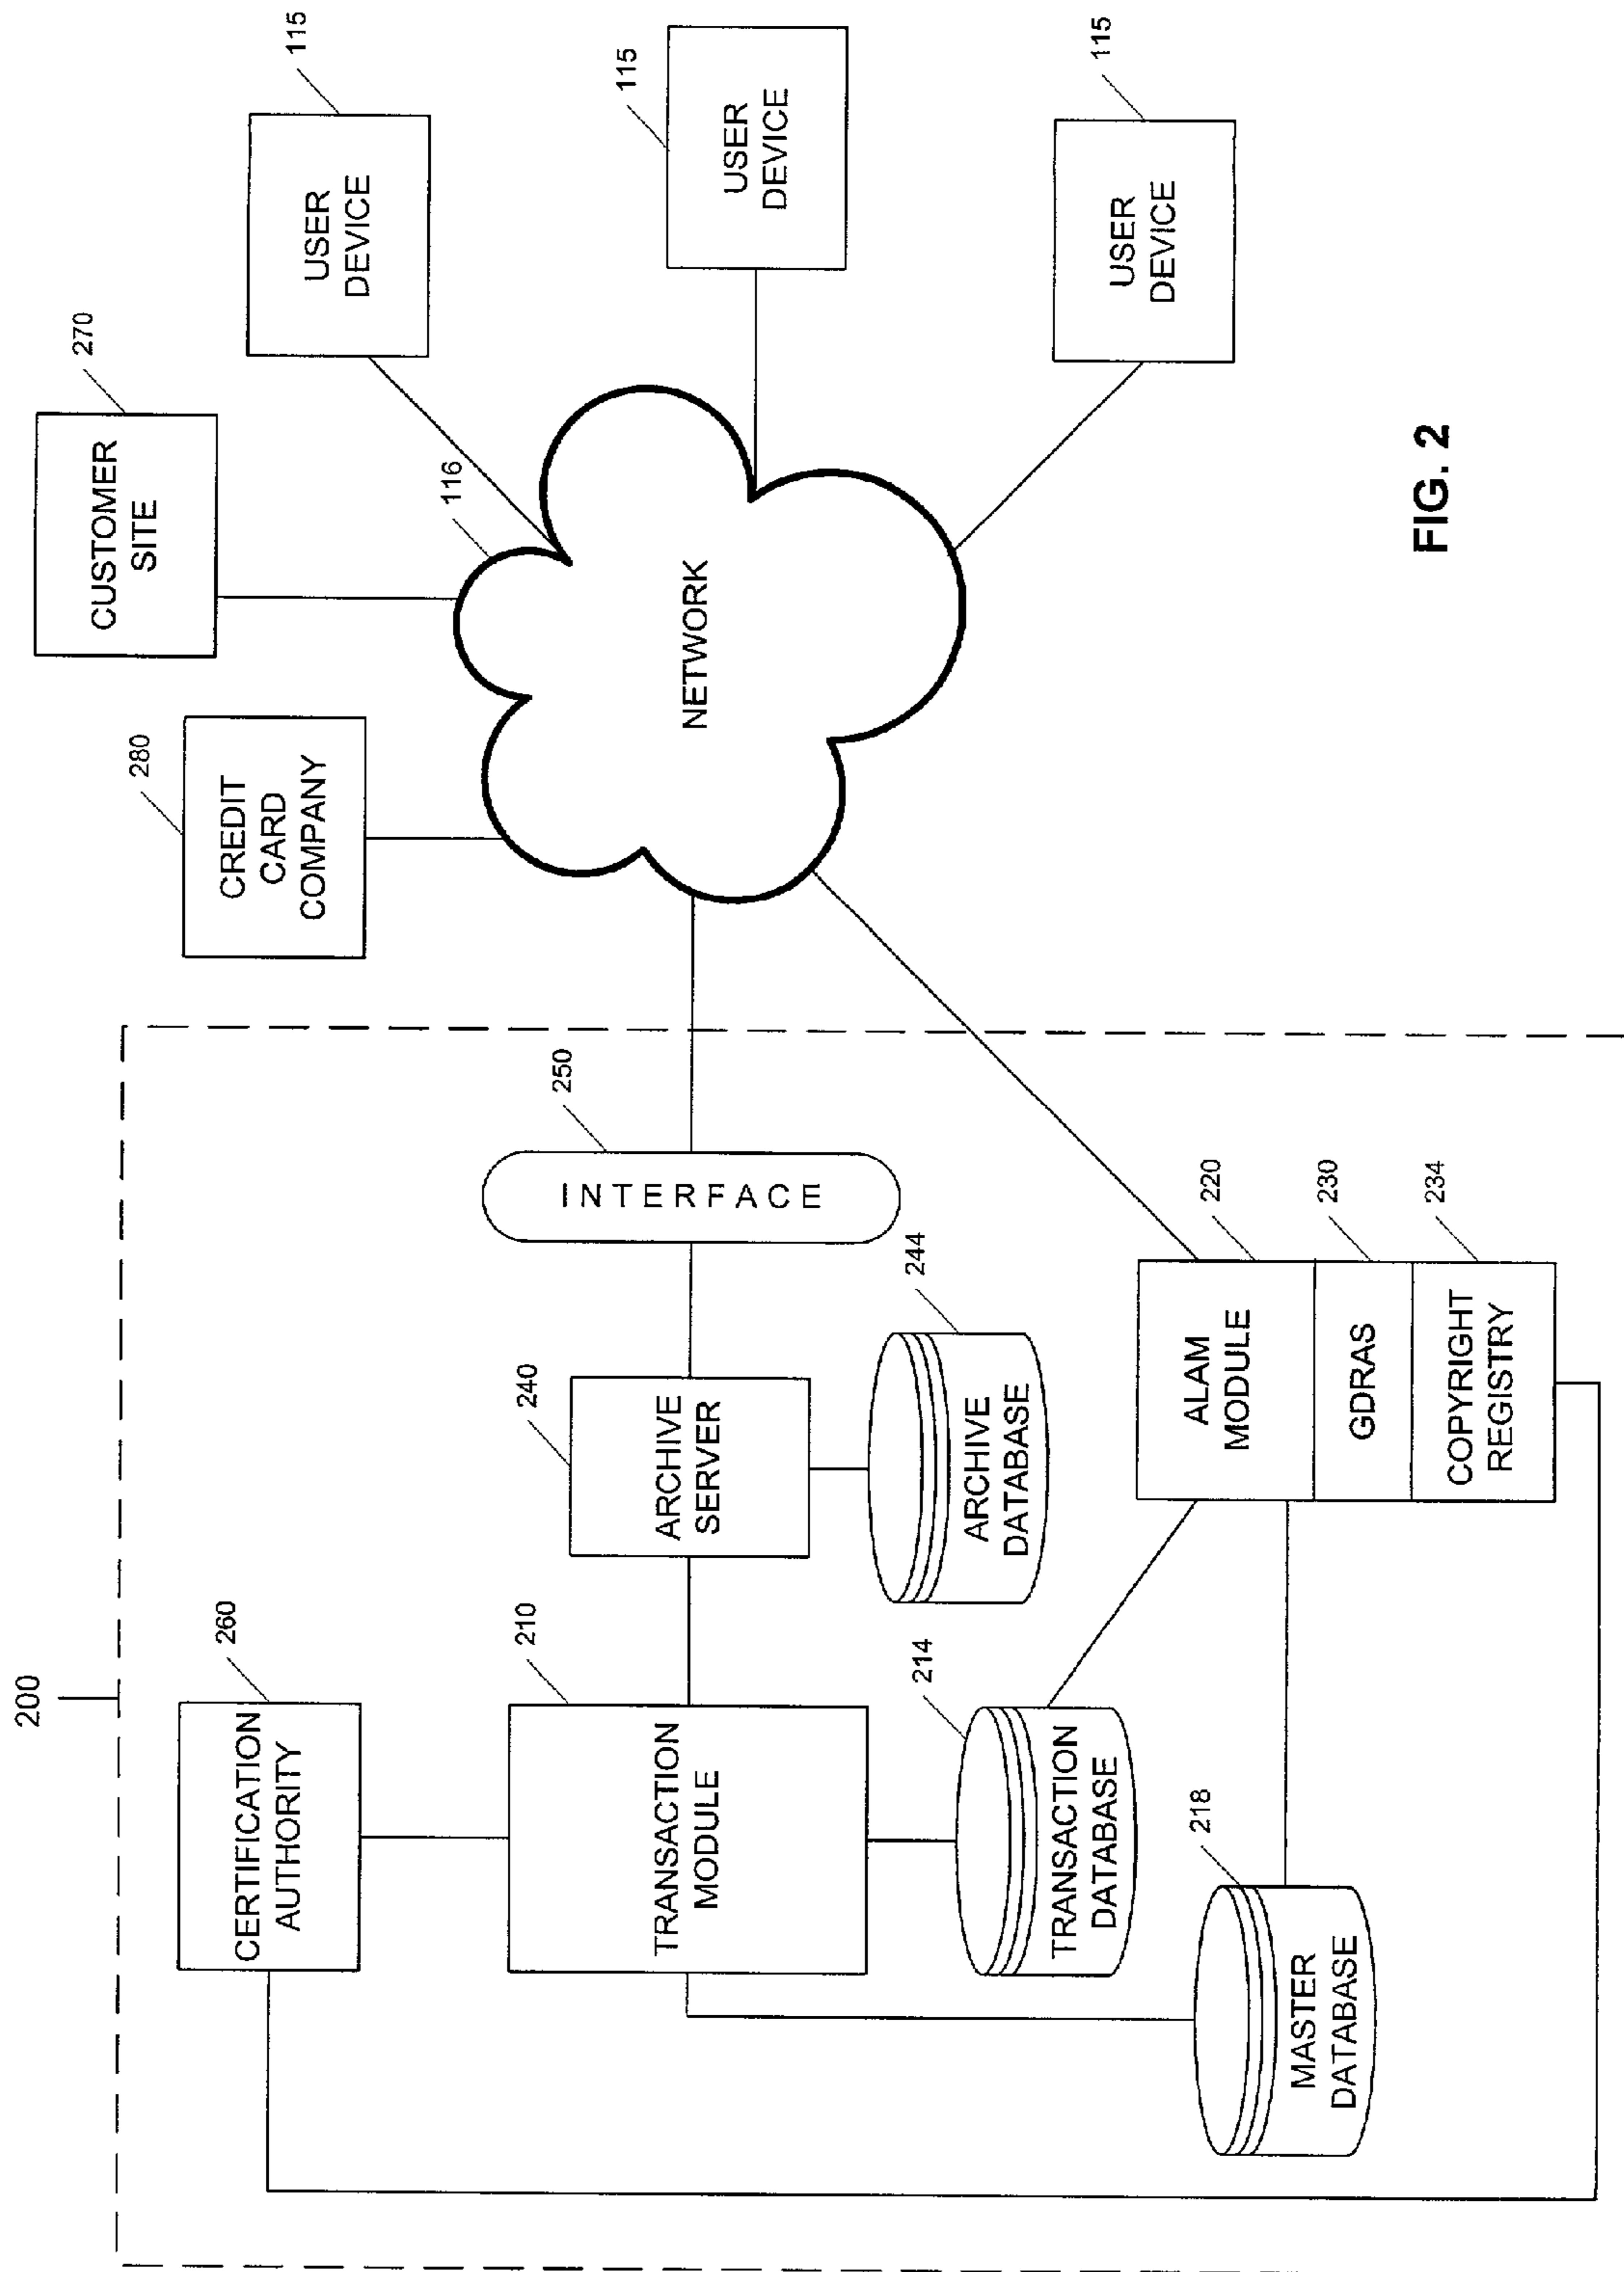 200
260
CERTIFICATION
AUTHORITY
210
TRANSACTION
MODULE
214
TRANSACTION
DATABASE
218
MASTER
DATABASE
240
ARCHIVE
SERVER
244
ARCHIVE
DATABASE
250
INTERFACE
220
ALAM
MODULE
230
GDRAS
234
COPYRIGHT
REGISTRY
280
CREDIT
CARD
COMPANY
270
CUSTOMER
SITE
116
NETWORK
115
USER
DEVICE
115
USER
DEVICE
115
USER
DEVICE
FIG. 2